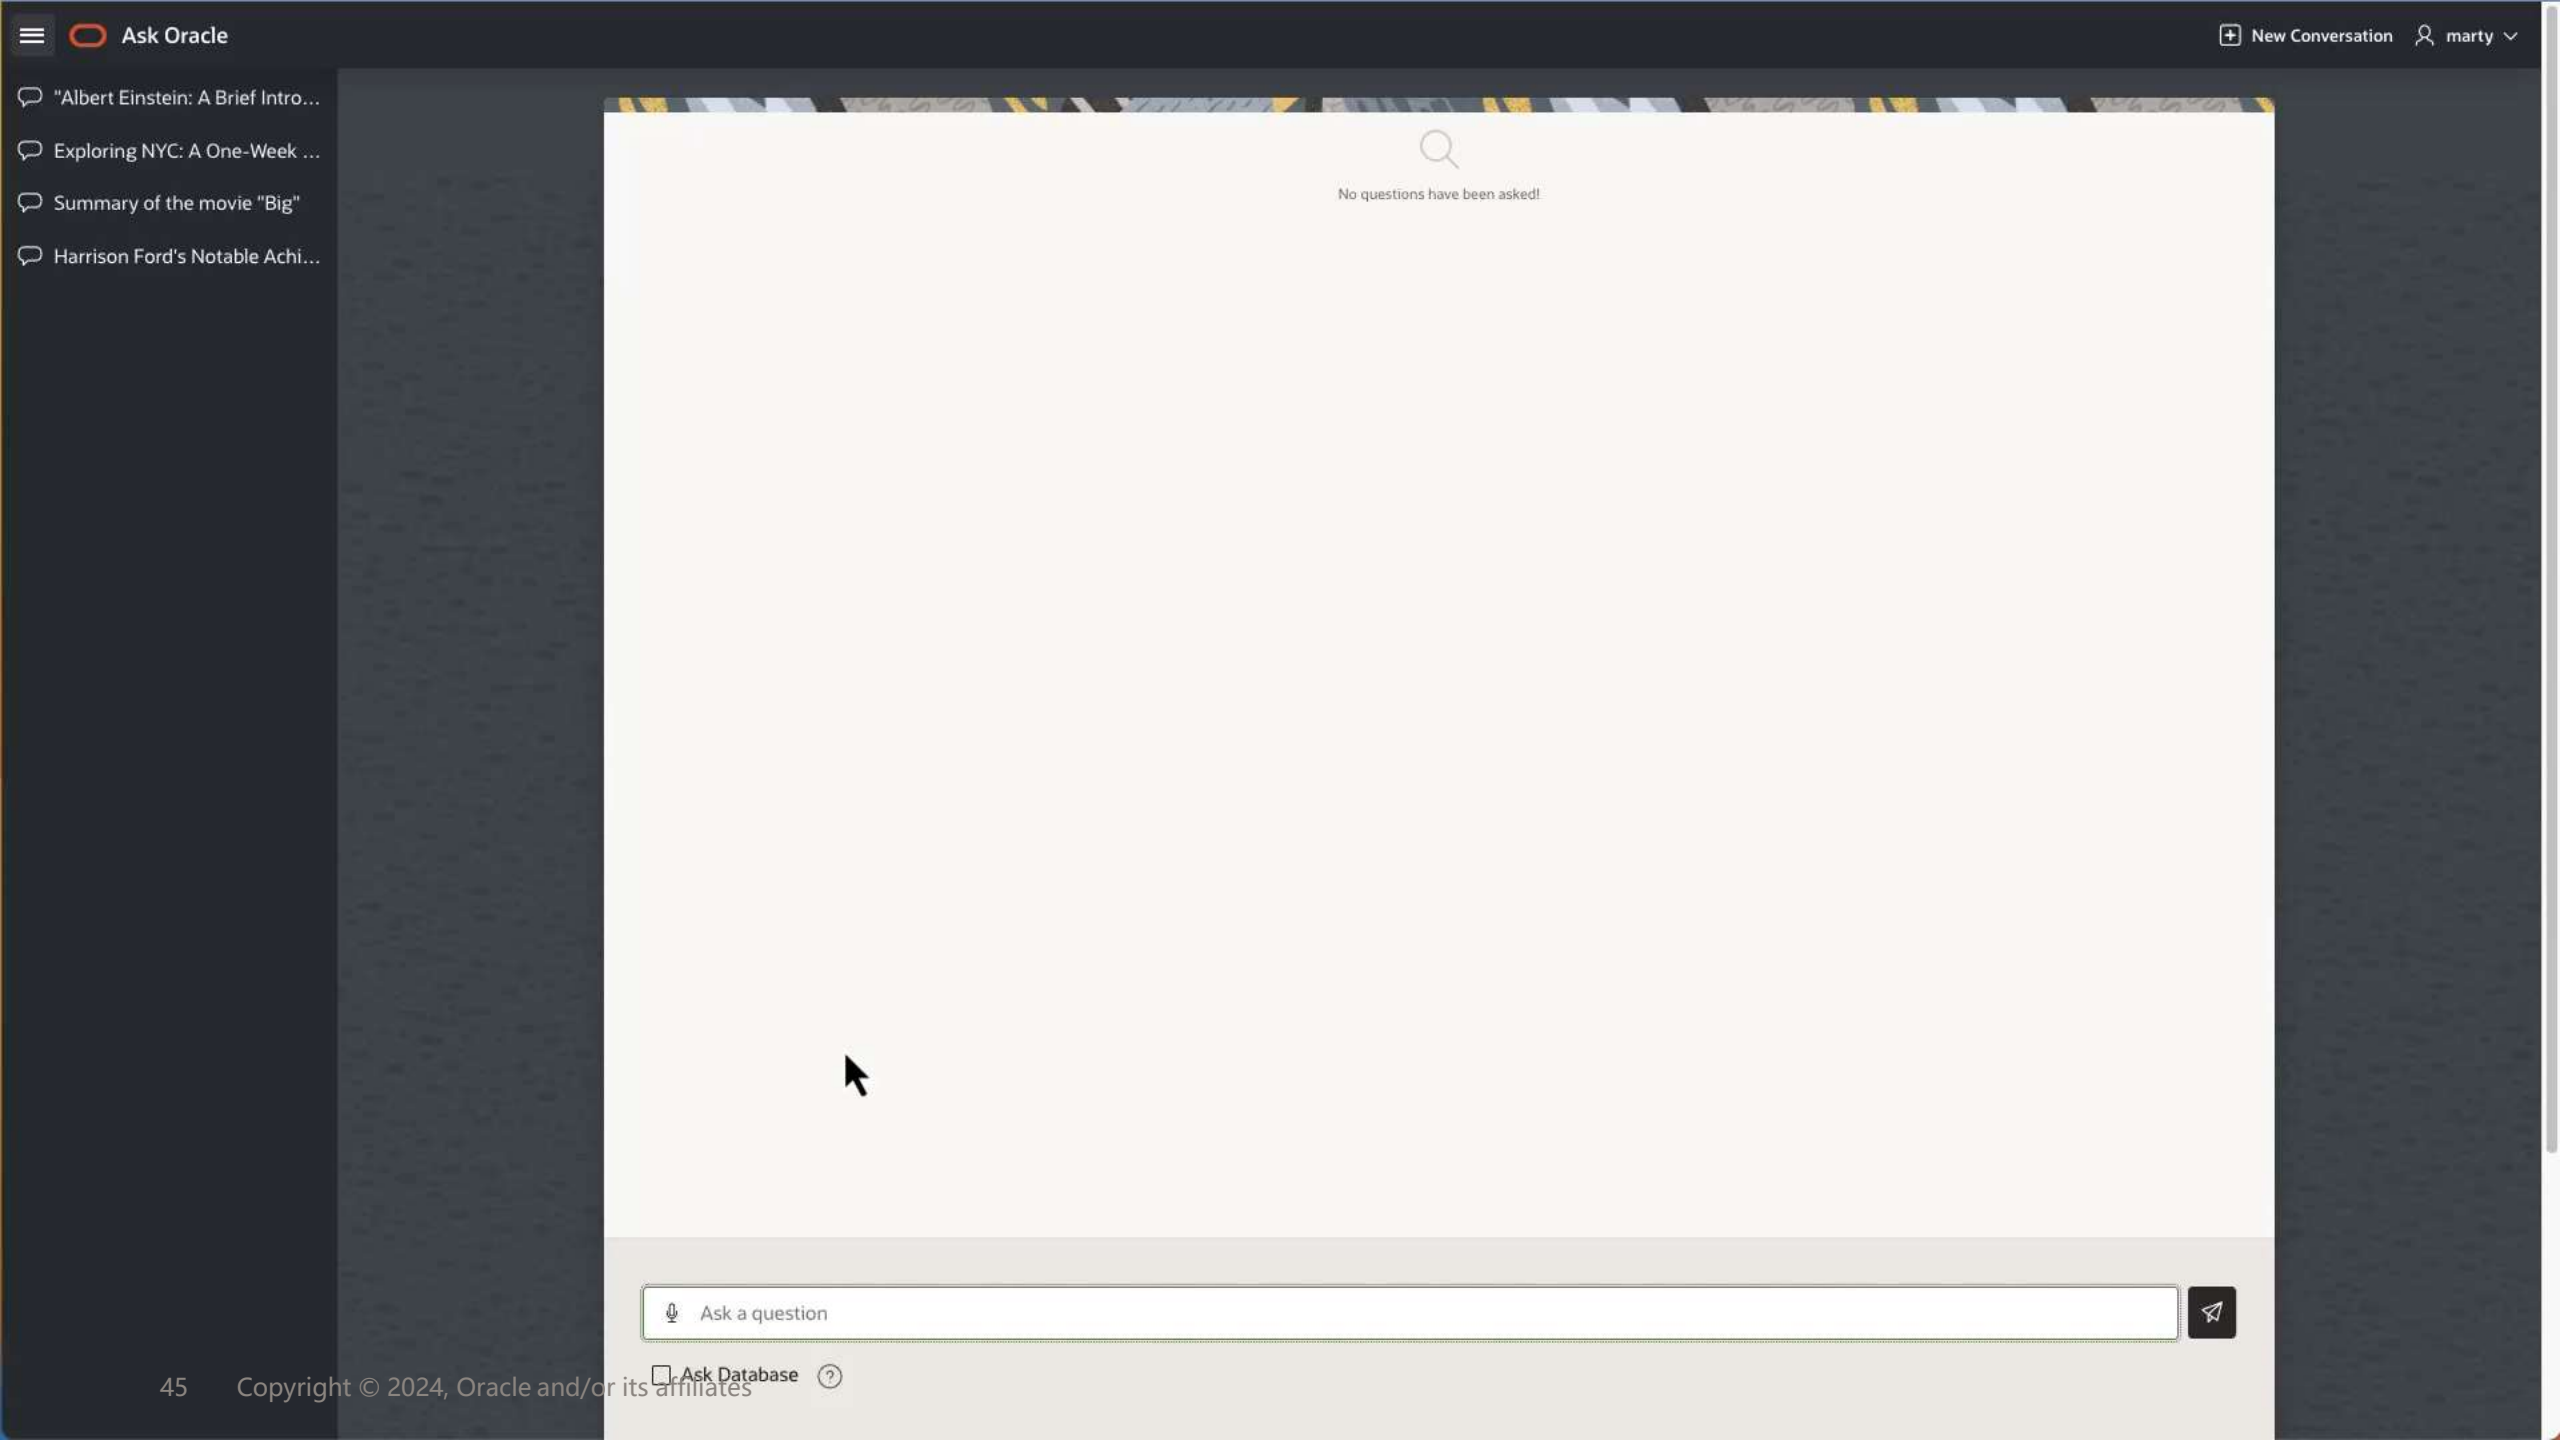 Ask Oracle
New Conversation
marty
"Albert Einstein: A Brief Intro...
Exploring NYC: A One-Week ...
Summary of the movie "Big"
Harrison Ford's Notable Achi...
No questions have been asked!
Ask a question
Ask Database
?
45 Copyright © 2024, Oracle and/or its affiliates